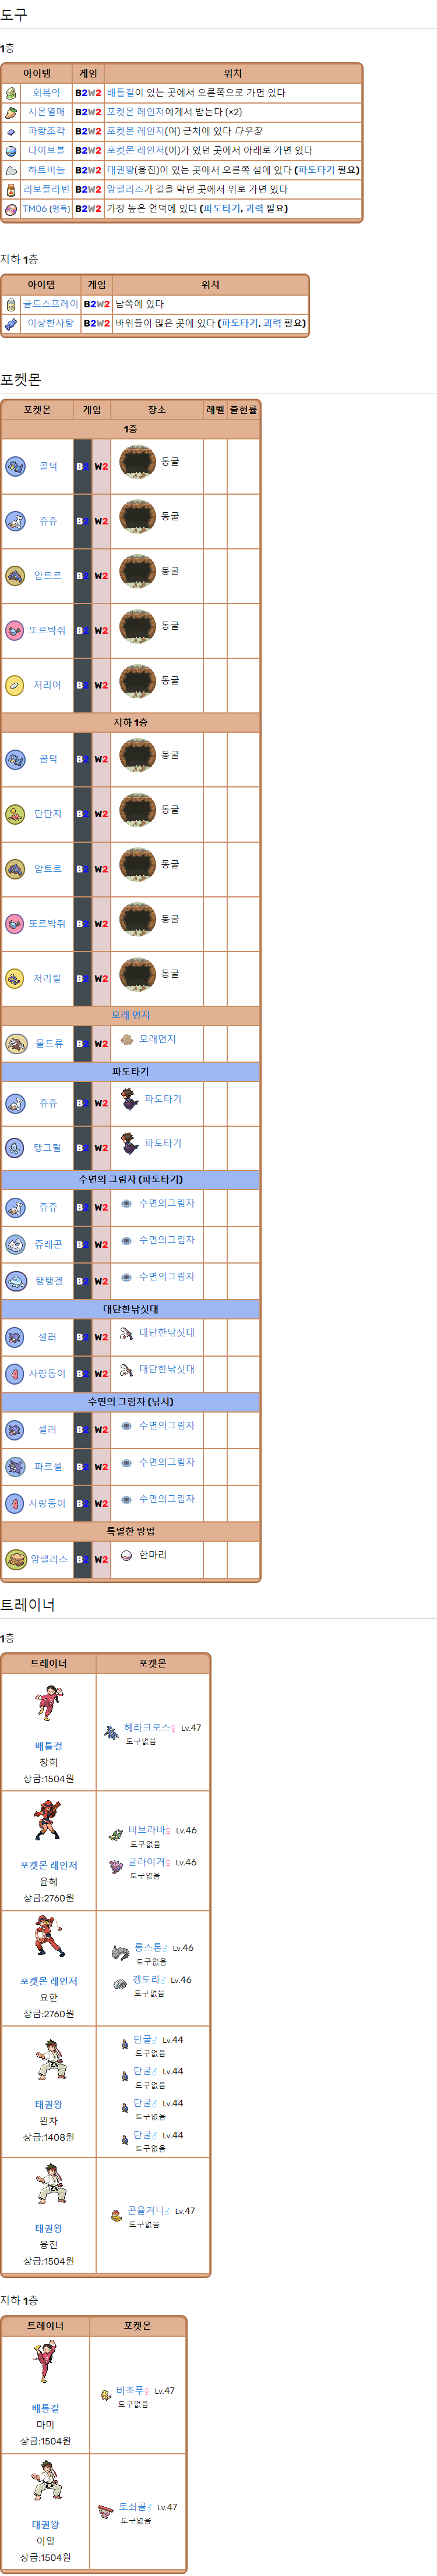 도구
1층
아이템 게임 위치
회복약 B2W2 배틀걸이 있는 곳에서 오른쪽으로 가면 있다
시몬열매 B2W2 포켓몬 레인저에게서 받는다 (×2)
파랑조각 B2W2 포켓몬 레인저(여) 근처에 있다 다우징
다이브볼 B2W2 포켓몬 레인저(여)가 있던 곳에서 아래로 가면 있다
하트비늘 B2W2 태권왕(용진)이 있는 곳에서 오른쪽 섬에 있다 (파도타기 필요)
리보플라빈 B2W2 암팰리스가 길을 막던 곳에서 위로 가면 있다
TM06 (맹독) B2W2 가장 높은 언덕에 있다 (파도타기, 괴력 필요)
지하 1층
아이템 게임 위치
골드스프레이 B2W2 남쪽에 있다
이상한사탕 B2W2 바위들이 많은 곳에 있다 (파도타기, 괴력 필요)
포켓몬
포켓몬 게임 장소 레벨 출현률
1층
골덕 B2 W2 동굴
쥬쥬 B2 W2 동굴
암트르 B2 W2 동굴
또르박쥐 B2 W2 동굴
저리어 B2 W2 동굴
지하 1층
골덕 B2 W2 동굴
단단지 B2 W2 동굴
암트르 B2 W2 동굴
또르박쥐 B2 W2 동굴
저리릴 B2 W2 동굴
모래 먼지
몰드류 B2 W2 모래먼지
파도타기
쥬쥬 B2 W2 파도타기
탱그릴 B2 W2 파도타기
수면의 그림자 (파도타기)
쥬쥬 B2 W2 수면의그림자
쥬레곤 B2 W2 수면의그림자
탱탱겔 B2 W2 수면의그림자
대단한낚싯대
셀러 B2 W2 대단한낚싯대
사랑동이 B2 W2 대단한낚싯대
수면의 그림자 (낚시)
셀러 B2 W2 수면의그림자
파르셀 B2 W2 수면의그림자
사랑동이 B2 W2 수면의그림자
특별한 방법
암팰리스 B2 W2 한마리
트레이너
1층
트레이너 포켓몬
배틀걸
창희
상금:1504원
헤라크로스♀ Lv.47
도구없음
포켓몬 레인저
윤혜
상금:2760원
비브라바♀ Lv.46
도구없음
글라이거♀ Lv.46
도구없음
포켓몬 레인저
요한
상금:2760원
롱스톤♂ Lv.46
도구없음
갱도라♂ Lv.46
도구없음
태권왕
완차
상금:1408원
단굴♂ Lv.44
도구없음
단굴♂ Lv.44
도구없음
단굴♂ Lv.44
도구없음
단굴♂ Lv.44
도구없음
태권왕
용진
상금:1504원
곤율거니♂ Lv.47
도구없음
지하 1층
트레이너 포켓몬
배틀걸
마미
상금:1504원
비조푸♀ Lv.47
도구없음
태권왕
이일
상금:1504원
토쇠골♂ Lv.47
도구없음